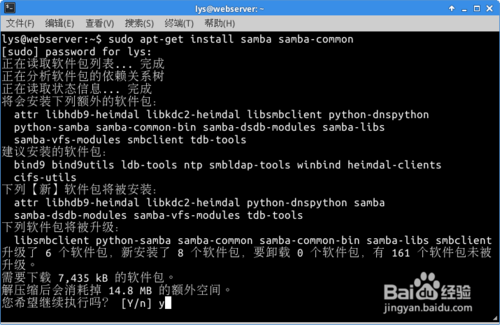 lys@webserver: ~
文件(F) 编辑(E) 查看(V) 搜索(S) 终端(T) 帮助(H)
lys@webserver:~$ sudo apt-get install samba samba-common
[sudo] password for lys:
正在读取软件包列表... 完成
正在分析软件包的依赖关系树
正在读取状态信息... 完成
将会安装下列额外的软件包：
attr libhdb9-heimdal libkdc2-heimdal libsmbclient python-dnspython
python-samba samba-common-bin samba-dsdb-modules samba-libs
samba-vfs-modules smbclient tdb-tools
建议安装的软件包：
bind9 bind9utils ldb-tools ntp smbldap-tools winbind heimdal-clients
cifs-utils
下列【新】软件包将被安装：
attr libhdb9-heimdal libkdc2-heimdal python-dnspython samba
samba-dsdb-modules samba-vfs-modules tdb-tools
下列软件包将被升级：
libsmbclient python-samba samba-common samba-common-bin samba-libs smbclient
升级了 6 个软件包，新安装了 8 个软件包，要卸载 0 个软件包，有 161 个软件包未被
升级。
需要下载 7,435 kB 的软件包。
解压缩后会消耗掉 14.8 MB 的额外空间。
您希望继续执行吗？ [Y/n] y
Bai度经验
jingyan.baidu.com